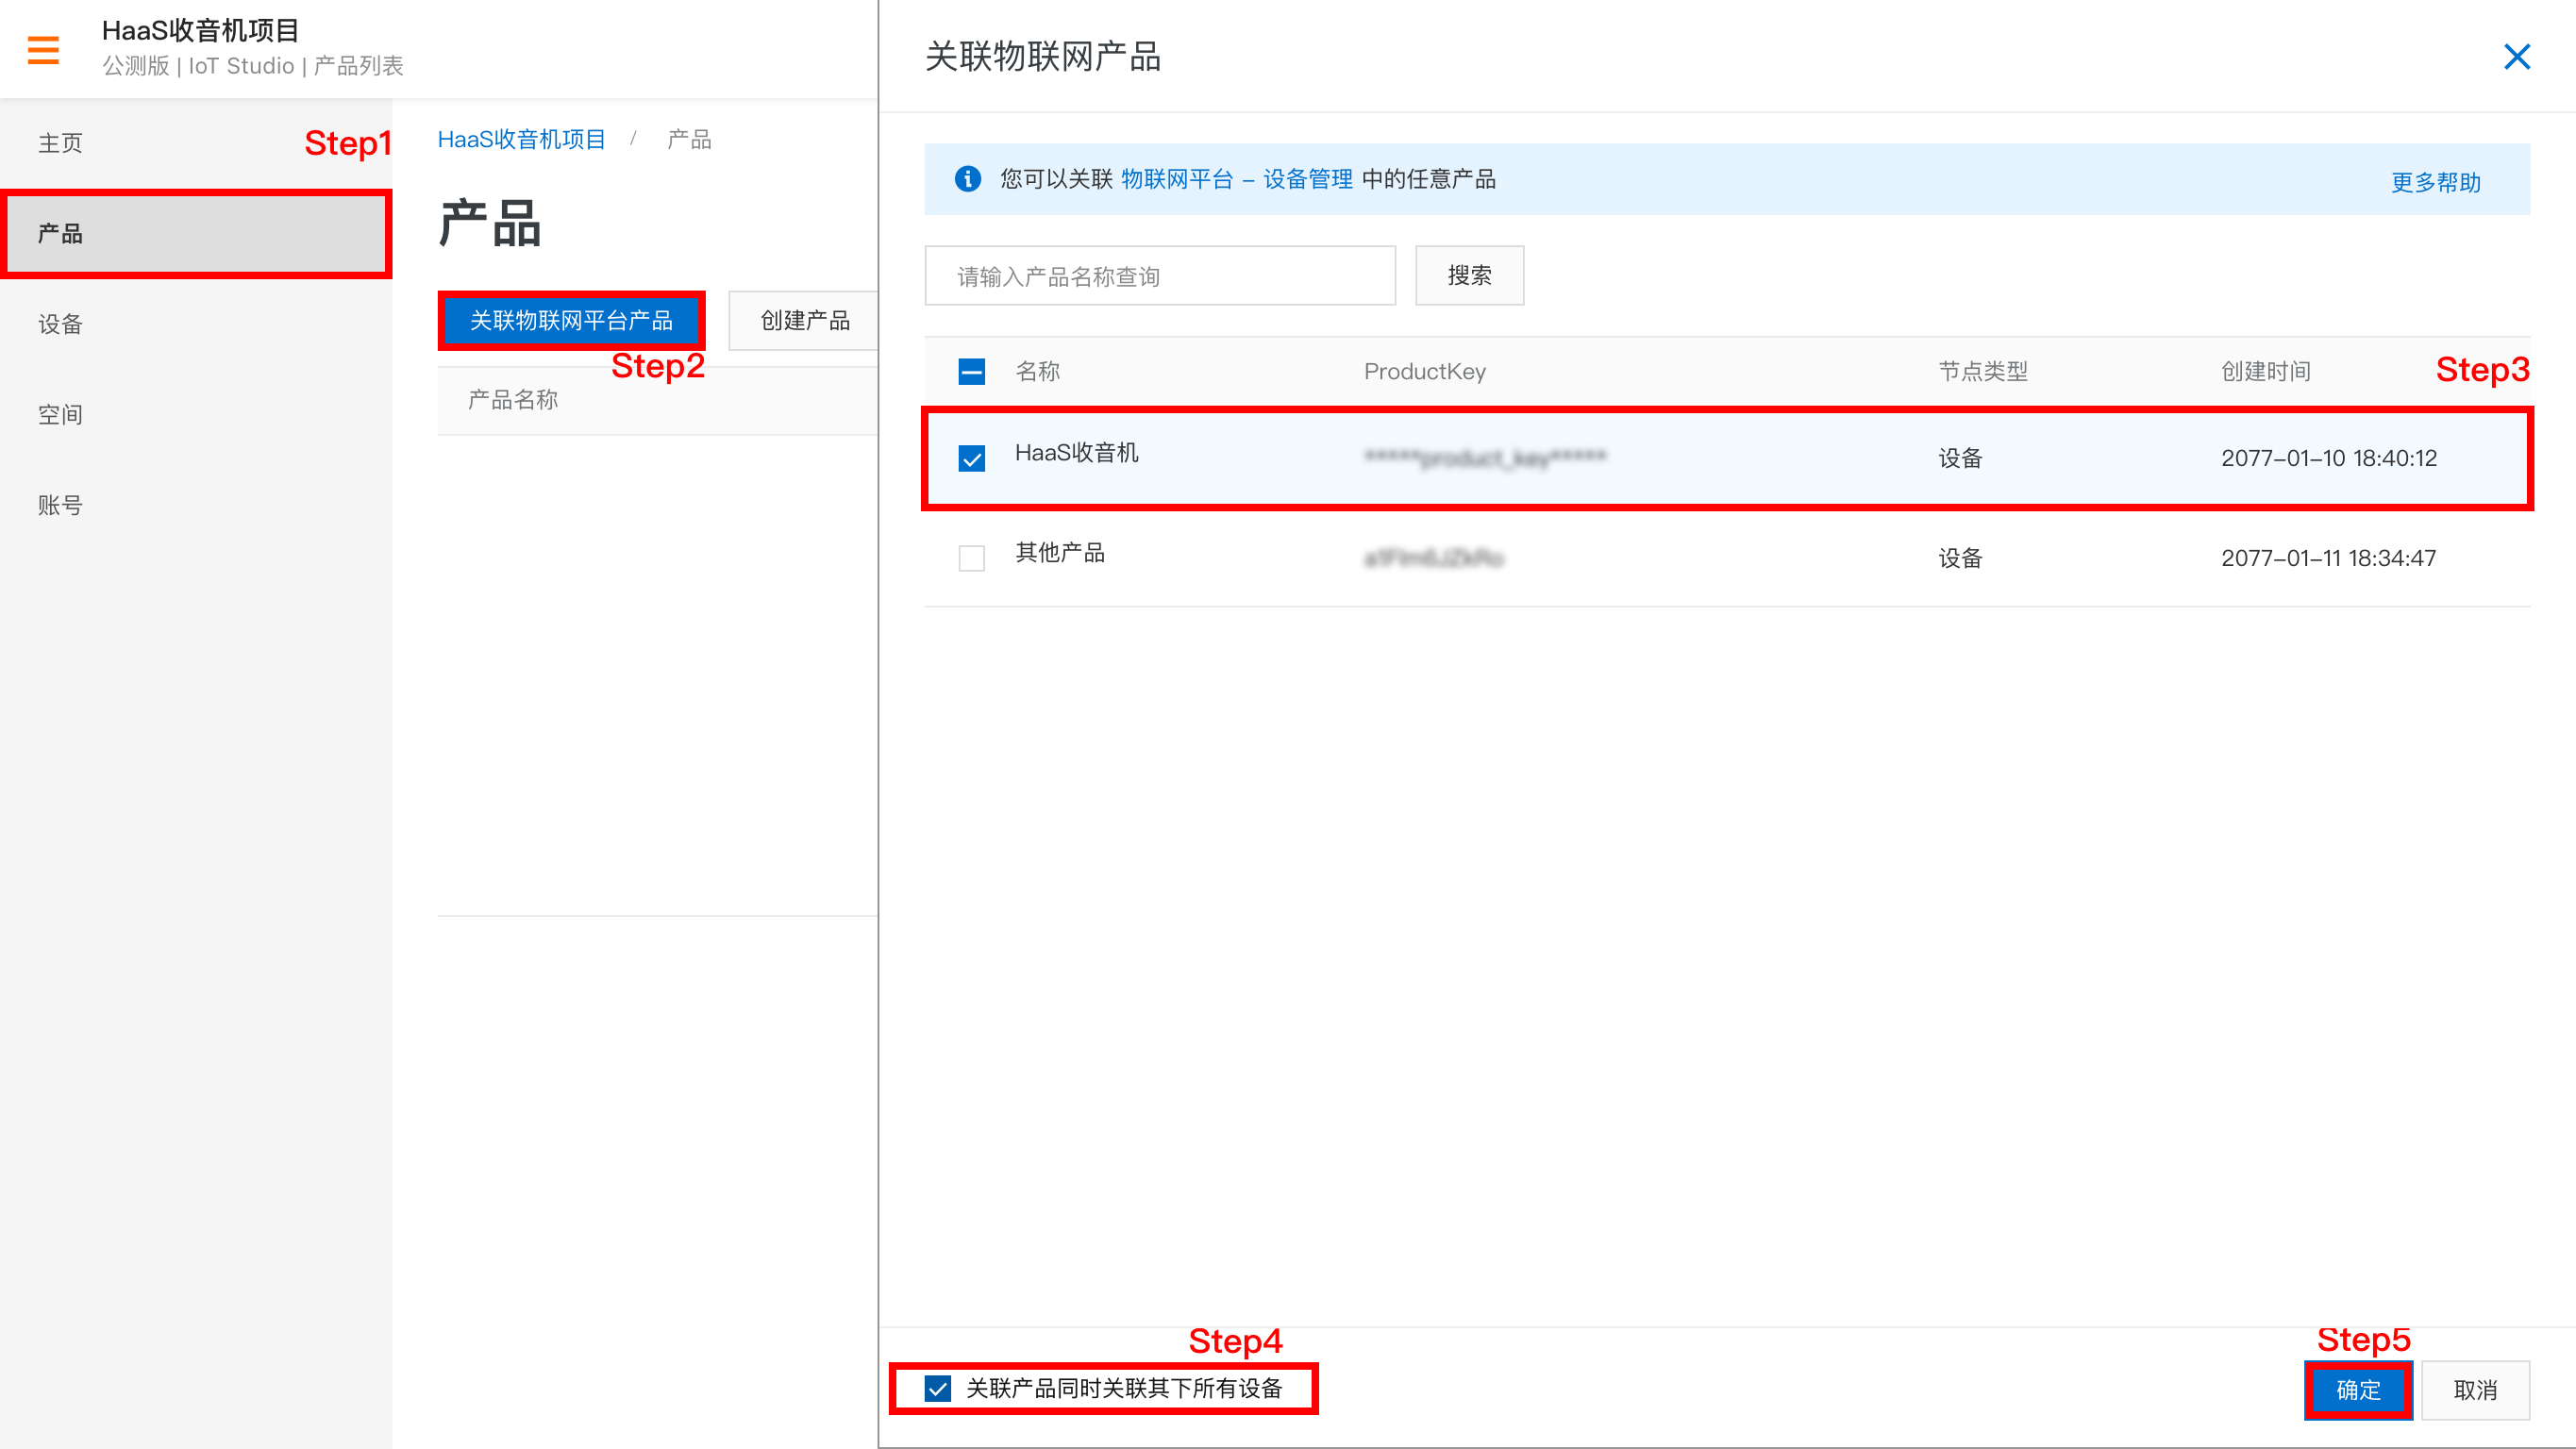 HaaS收音机项目
公测版 | IoT Studio | 产品列表
主页
Step1
产品
设备
空间
账号
HaaS收音机项目 / 产品
产品
关联物联网平台产品
创建产品
Step2
产品名称
关联物联网产品
您可以关联 物联网平台 – 设备管理 中的任意产品
更多帮助
请输入产品名称查询
搜索
名称 ProductKey 节点类型 创建时间
Step3
HaaS收音机 *****product_key***** 设备 2077–01–10 18:40:12
其他产品 设备 2077–01–11 18:34:47
Step4
关联产品同时关联其下所有设备
Step5
确定
取消